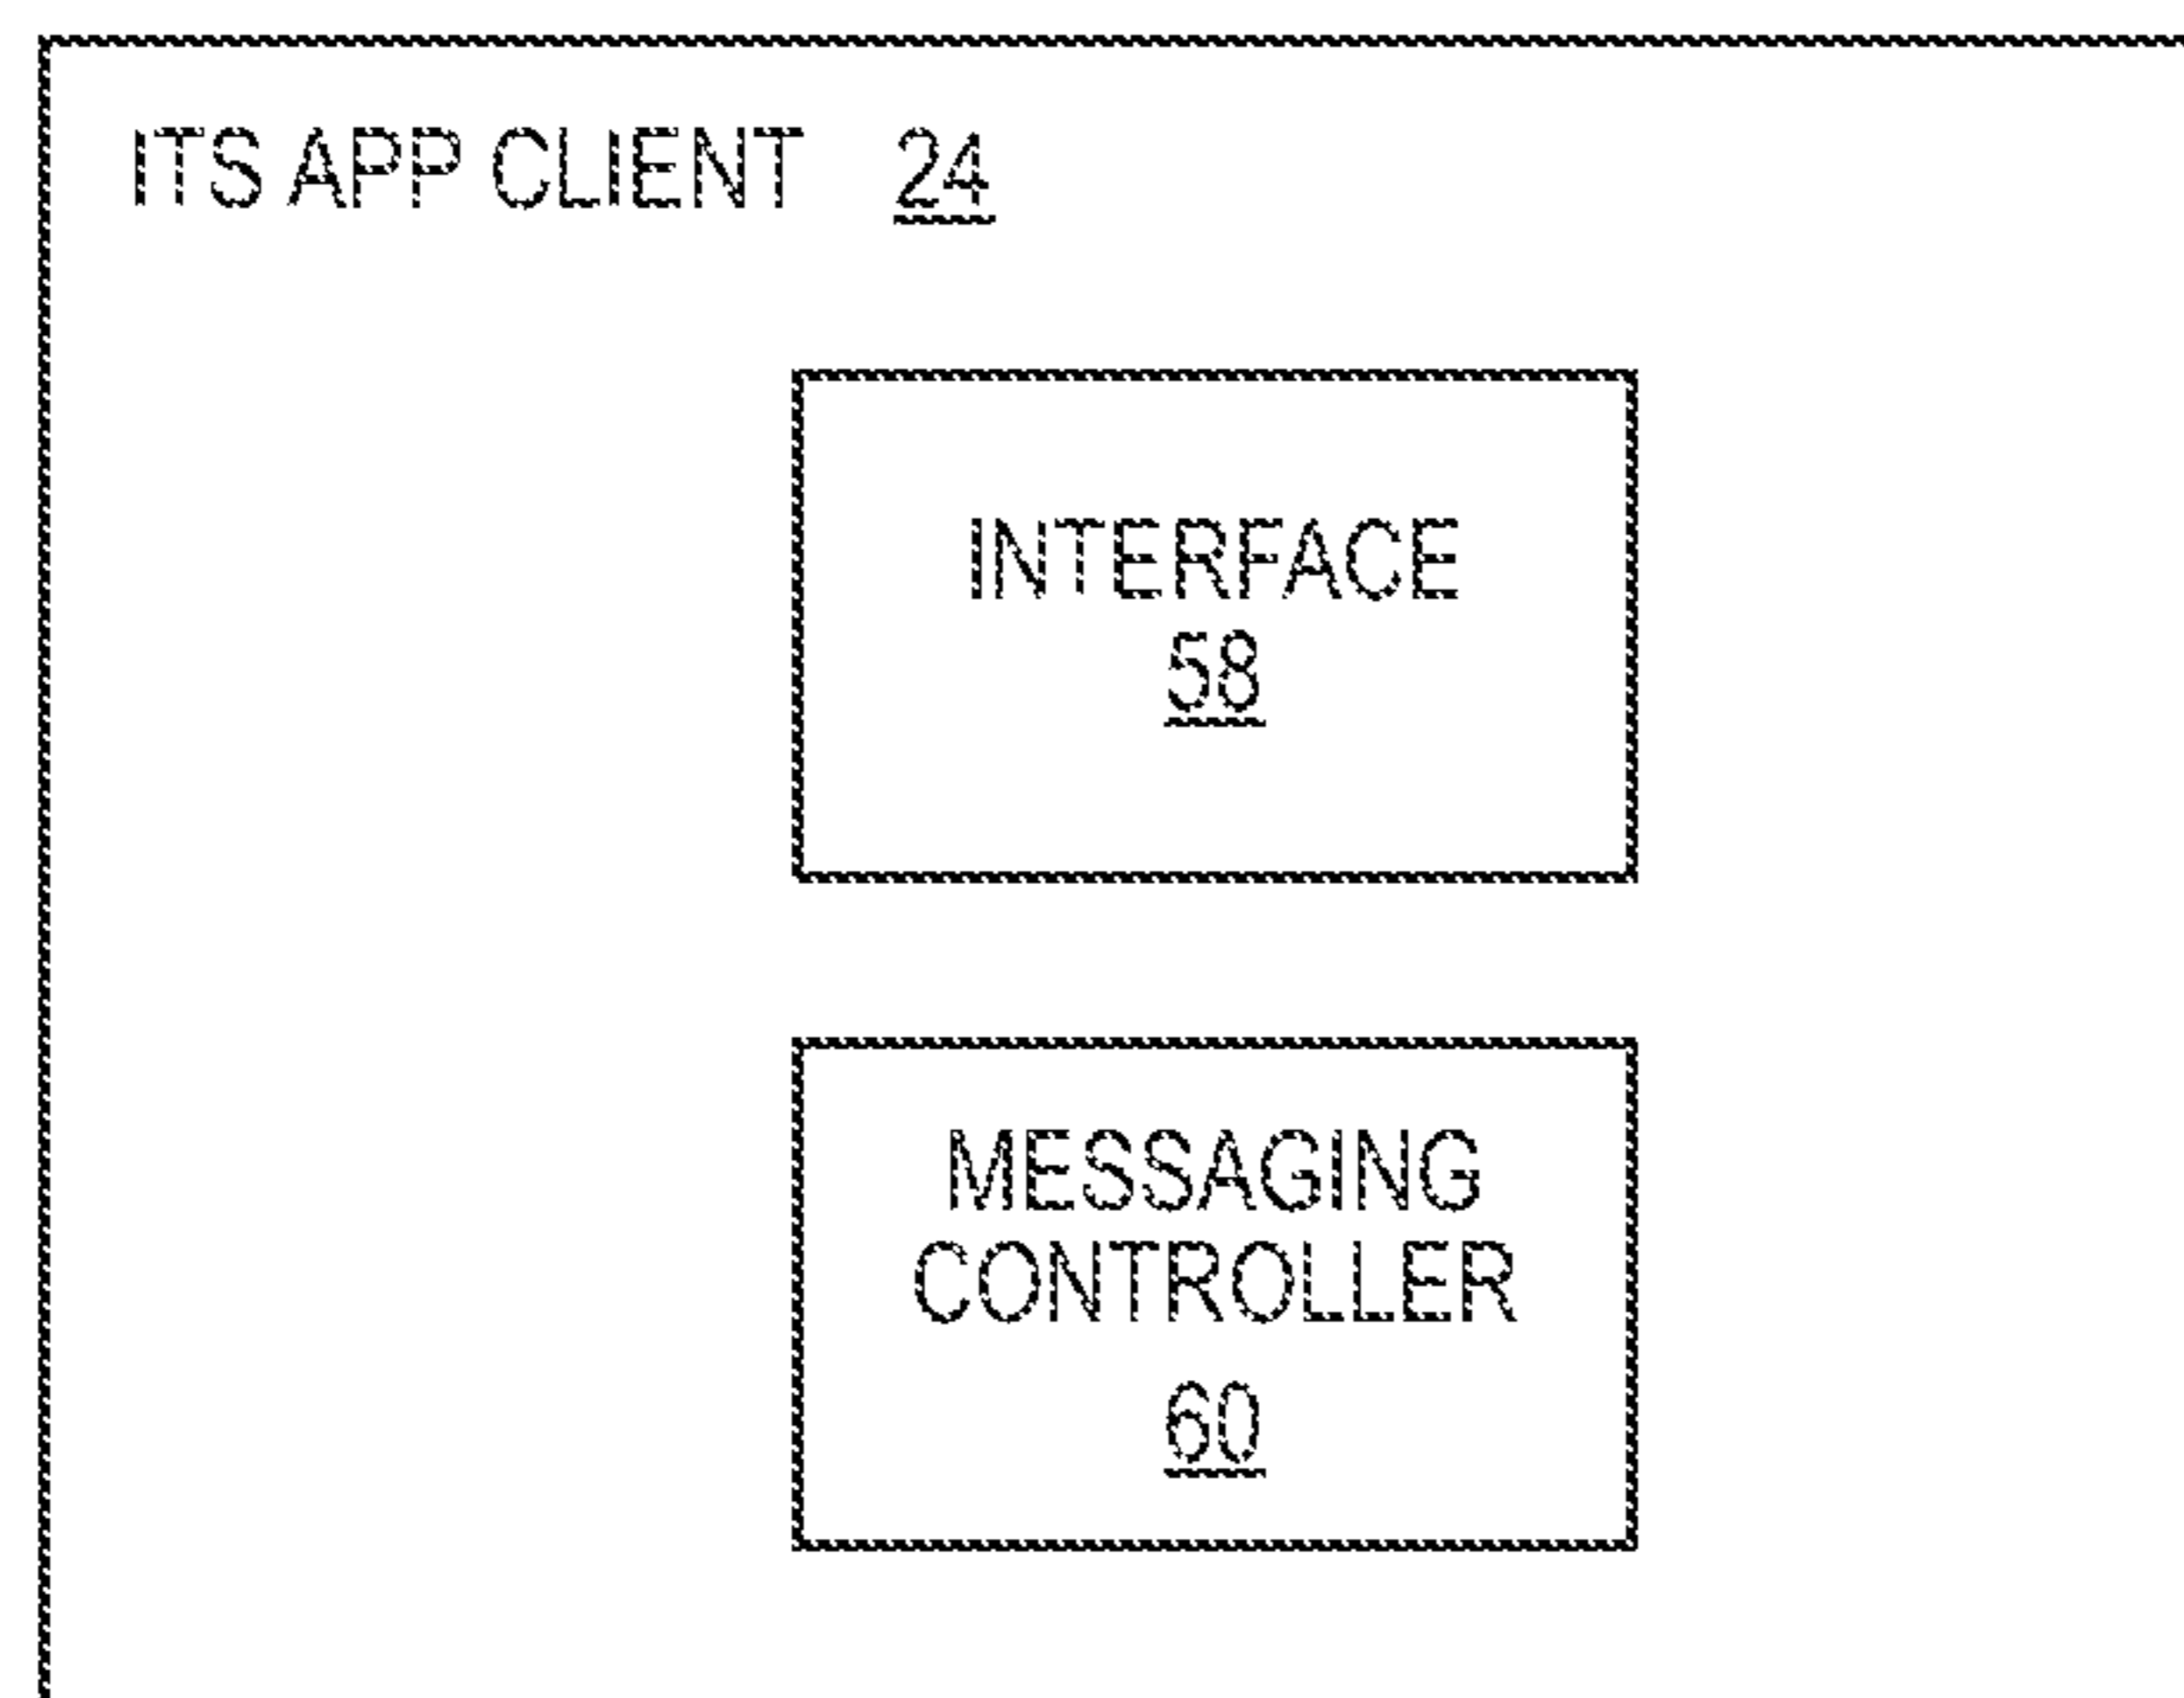 ITS APP CLIENT 24
INTERFACE
58
MESSAGING
CONTROLLER
60